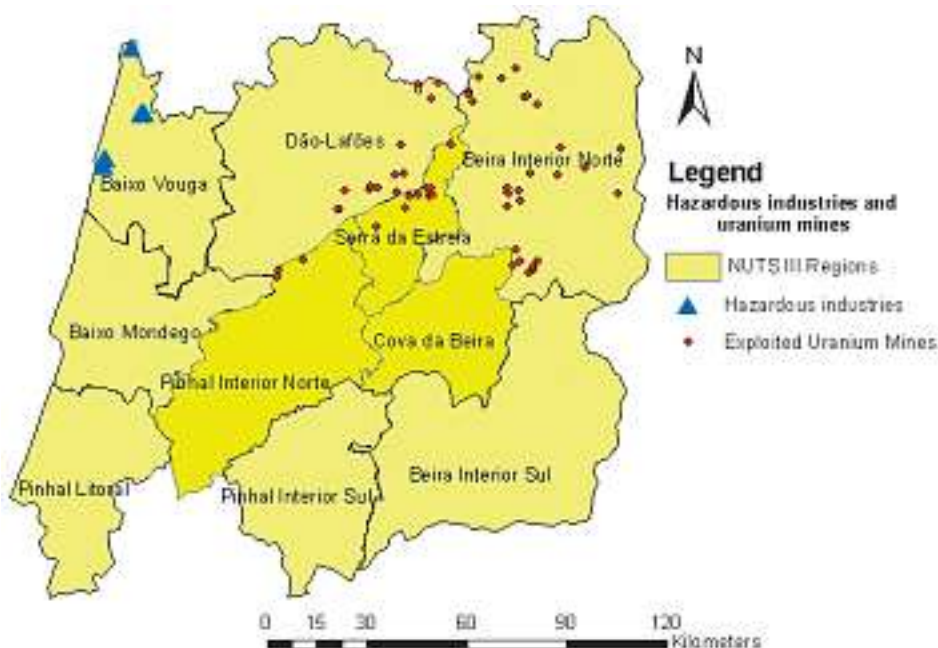 N
Dão-Lafões
Beira Interior Norte
Baixo Vouga
Serra da Estrela
Baixo Mondego
Cova da Beira
Pinhal Interior Norte
Pinhal Litoral
Pinhal Interior Sul
Beira Interior Sul
Legend
Hazardous industries and
uranium mines
NUTS III Regions
Hazardous industries
Exploited Uranium Mines
0 15 30 60 90 120
Kilometers